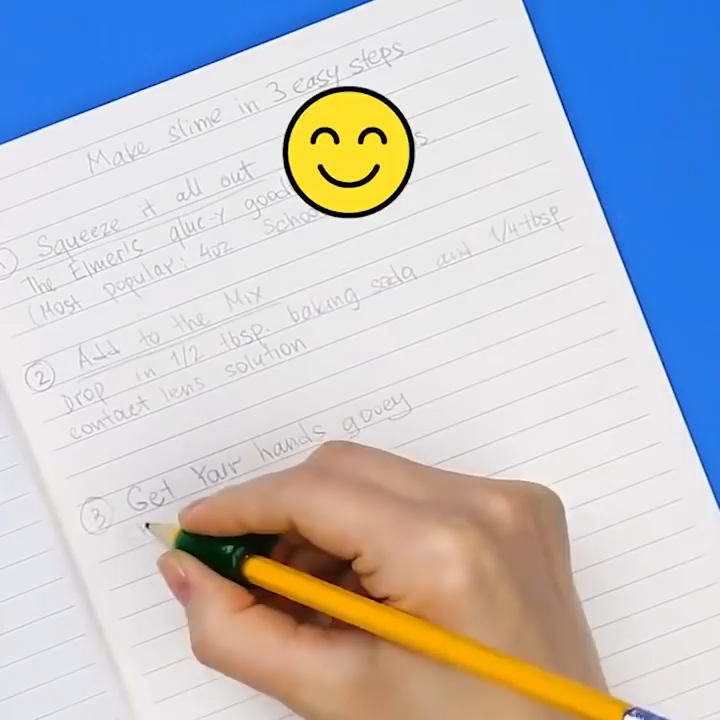 Make slime in 3 easy steps
1 Squeeze it all out
The Elmer's glue-y good
(Most popular: 4oz Schoo
2 Add to the Mix
Drop in 1/2 tbsp. baking soda and 1/4 tbsp
contact lens solution
3 Get Your hands gooey